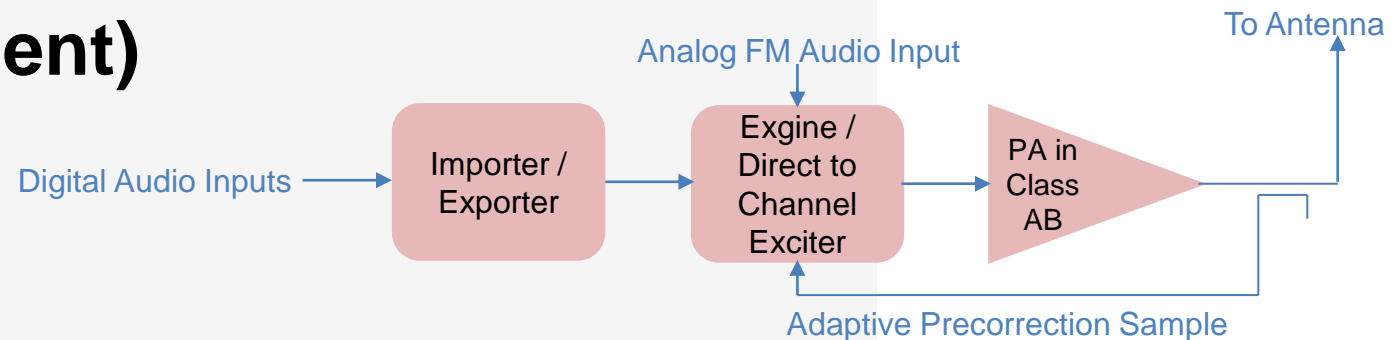 ent)
To Antenna
Analog FM Audio Input
Digital Audio Inputs
Importer /
Exporter
Exgine /
Direct to
Channel
Exciter
PA in
Class
AB
Adaptive Precorrection Sample